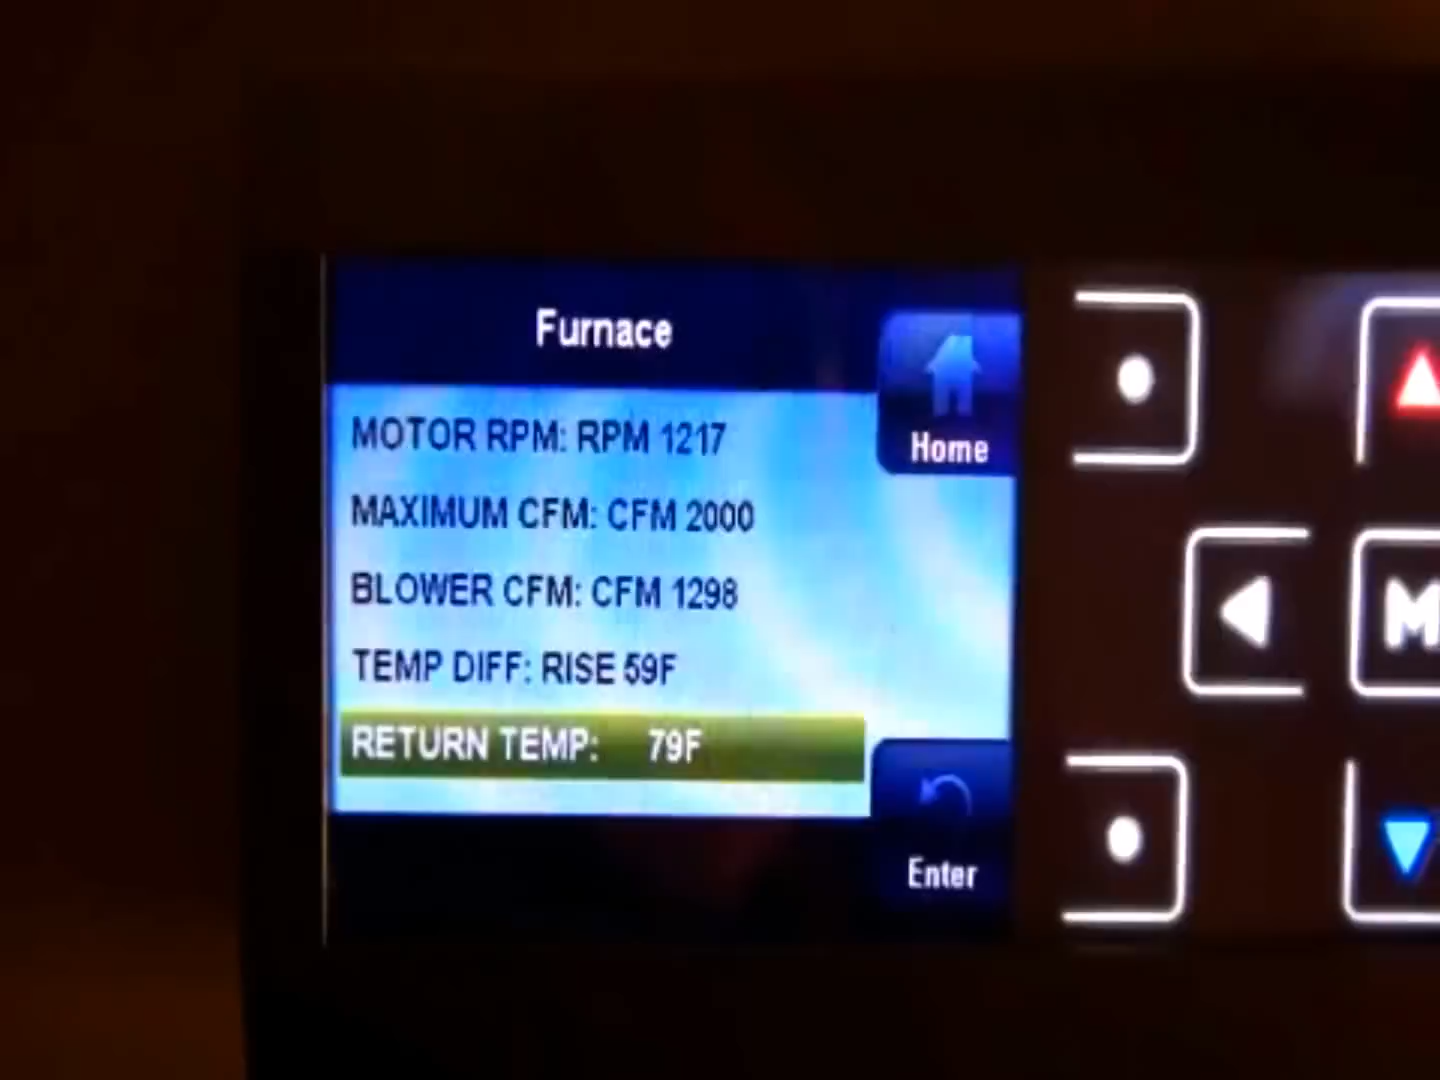 Furnace
Home
MOTOR RPM: RPM 1217
MAXIMUM CFM: CFM 2000
BLOWER CFM: CFM 1298
TEMP DIFF: RISE 59F
RETURN TEMP: 79F
Enter
M